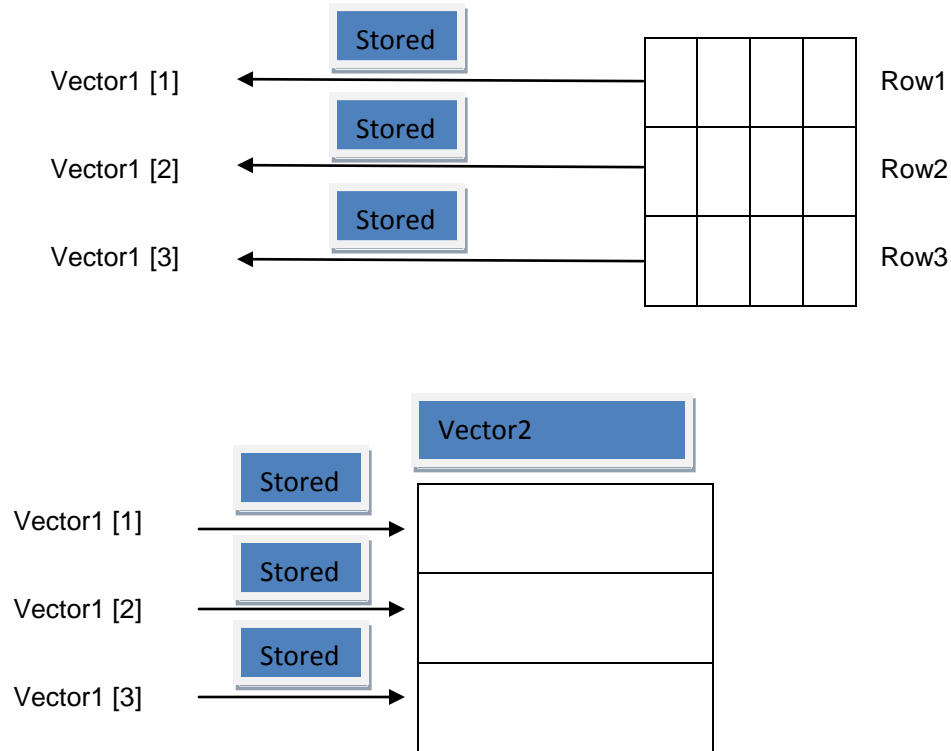 Stored
Vector1 [1]
Row1
Stored
Vector1 [2]
Row2
Stored
Vector1 [3]
Row3
Vector2
Stored
Vector1 [1]
Stored
Vector1 [2]
Stored
Vector1 [3]